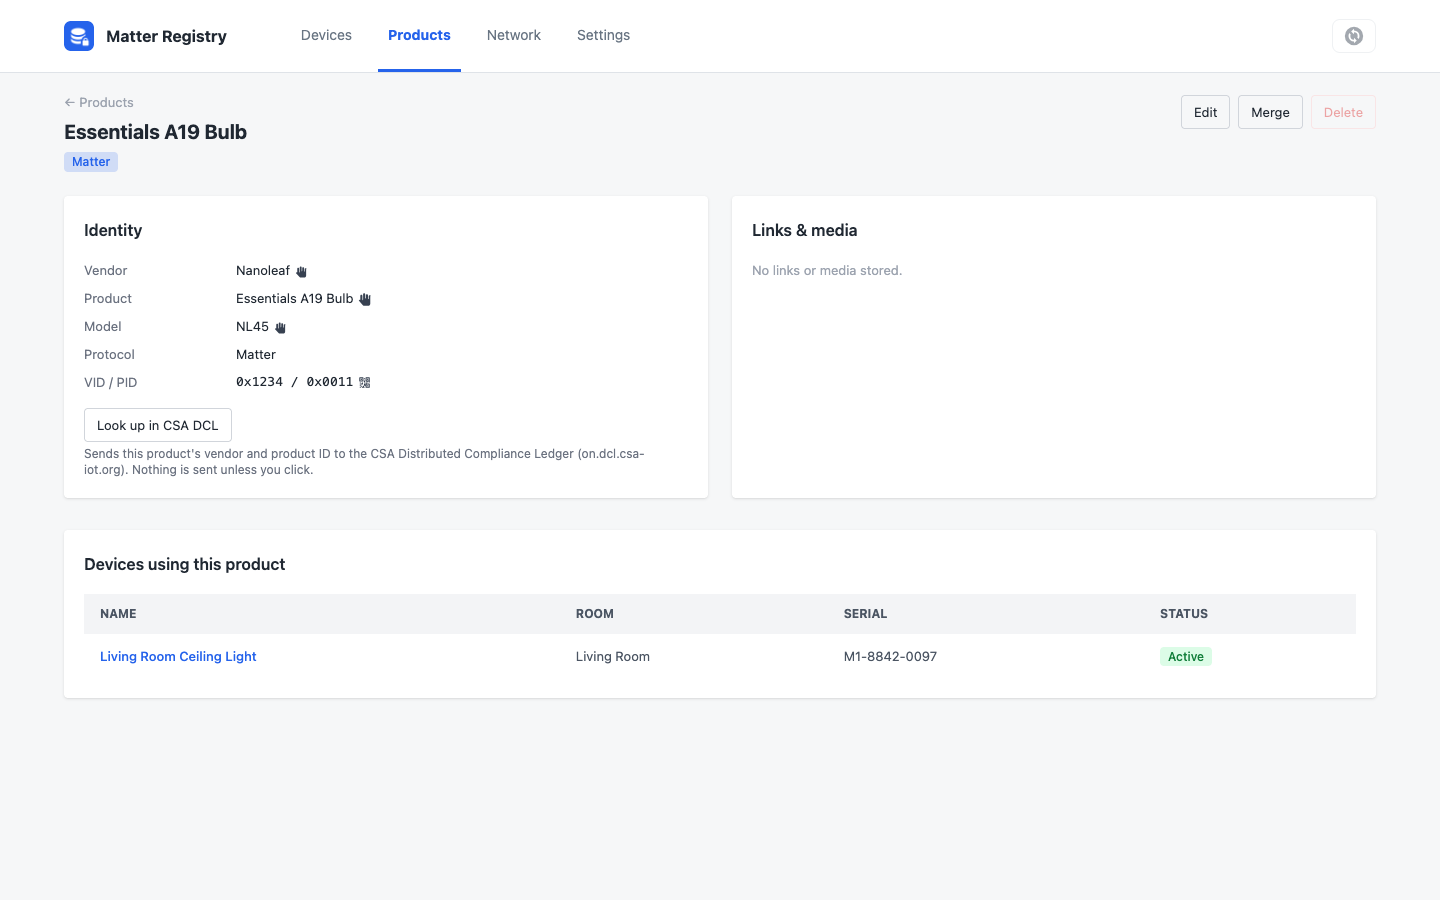 Matter Registry
Devices
Products
Network
Settings
← Products
Essentials A19 Bulb
Matter
Edit
Merge
Delete
Identity
Vendor Nanoleaf
Product Essentials A19 Bulb
Model NL45
Protocol Matter
VID / PID 0x1234 / 0x0011
Look up in CSA DCL
Sends this product's vendor and product ID to the CSA Distributed Compliance Ledger (on.dcl.csa-
iot.org). Nothing is sent unless you click.
Links & media
No links or media stored.
Devices using this product
NAME ROOM SERIAL STATUS
Living Room Ceiling Light Living Room M1-8842-0097 Active